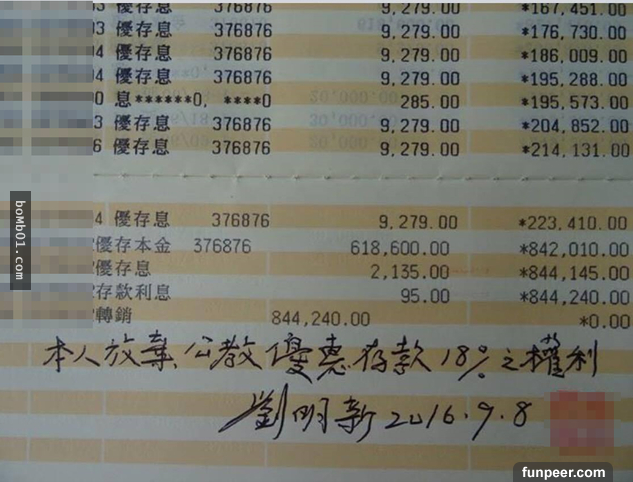 優存息 376876 9,279.00 *167,451.00
優存息 376876 9,279.00 *176,730.00
04 優存息 376876 9,279.00 *186,009.00
04 優存息 376876 9,279.00 *195,288.00
00 息******0, ****0 285.00 *195,573.00
03 優存息 376876 9,279.00 *204,852.00
6 優存息 376876 9,279.00 *214,131.00
4 優存息 376876 9,279.00 *223,410.00
優存本金 376876 618,600.00 *842,010.00
優存息 2,135.00 *844,145.00
存款利息 95.00 *844,240.00
轉銷 844,240.00 *0.00
本人放棄公教優惠存款18%之權利
劉明新 2016.9.8
boMb01.com
funpeer.com